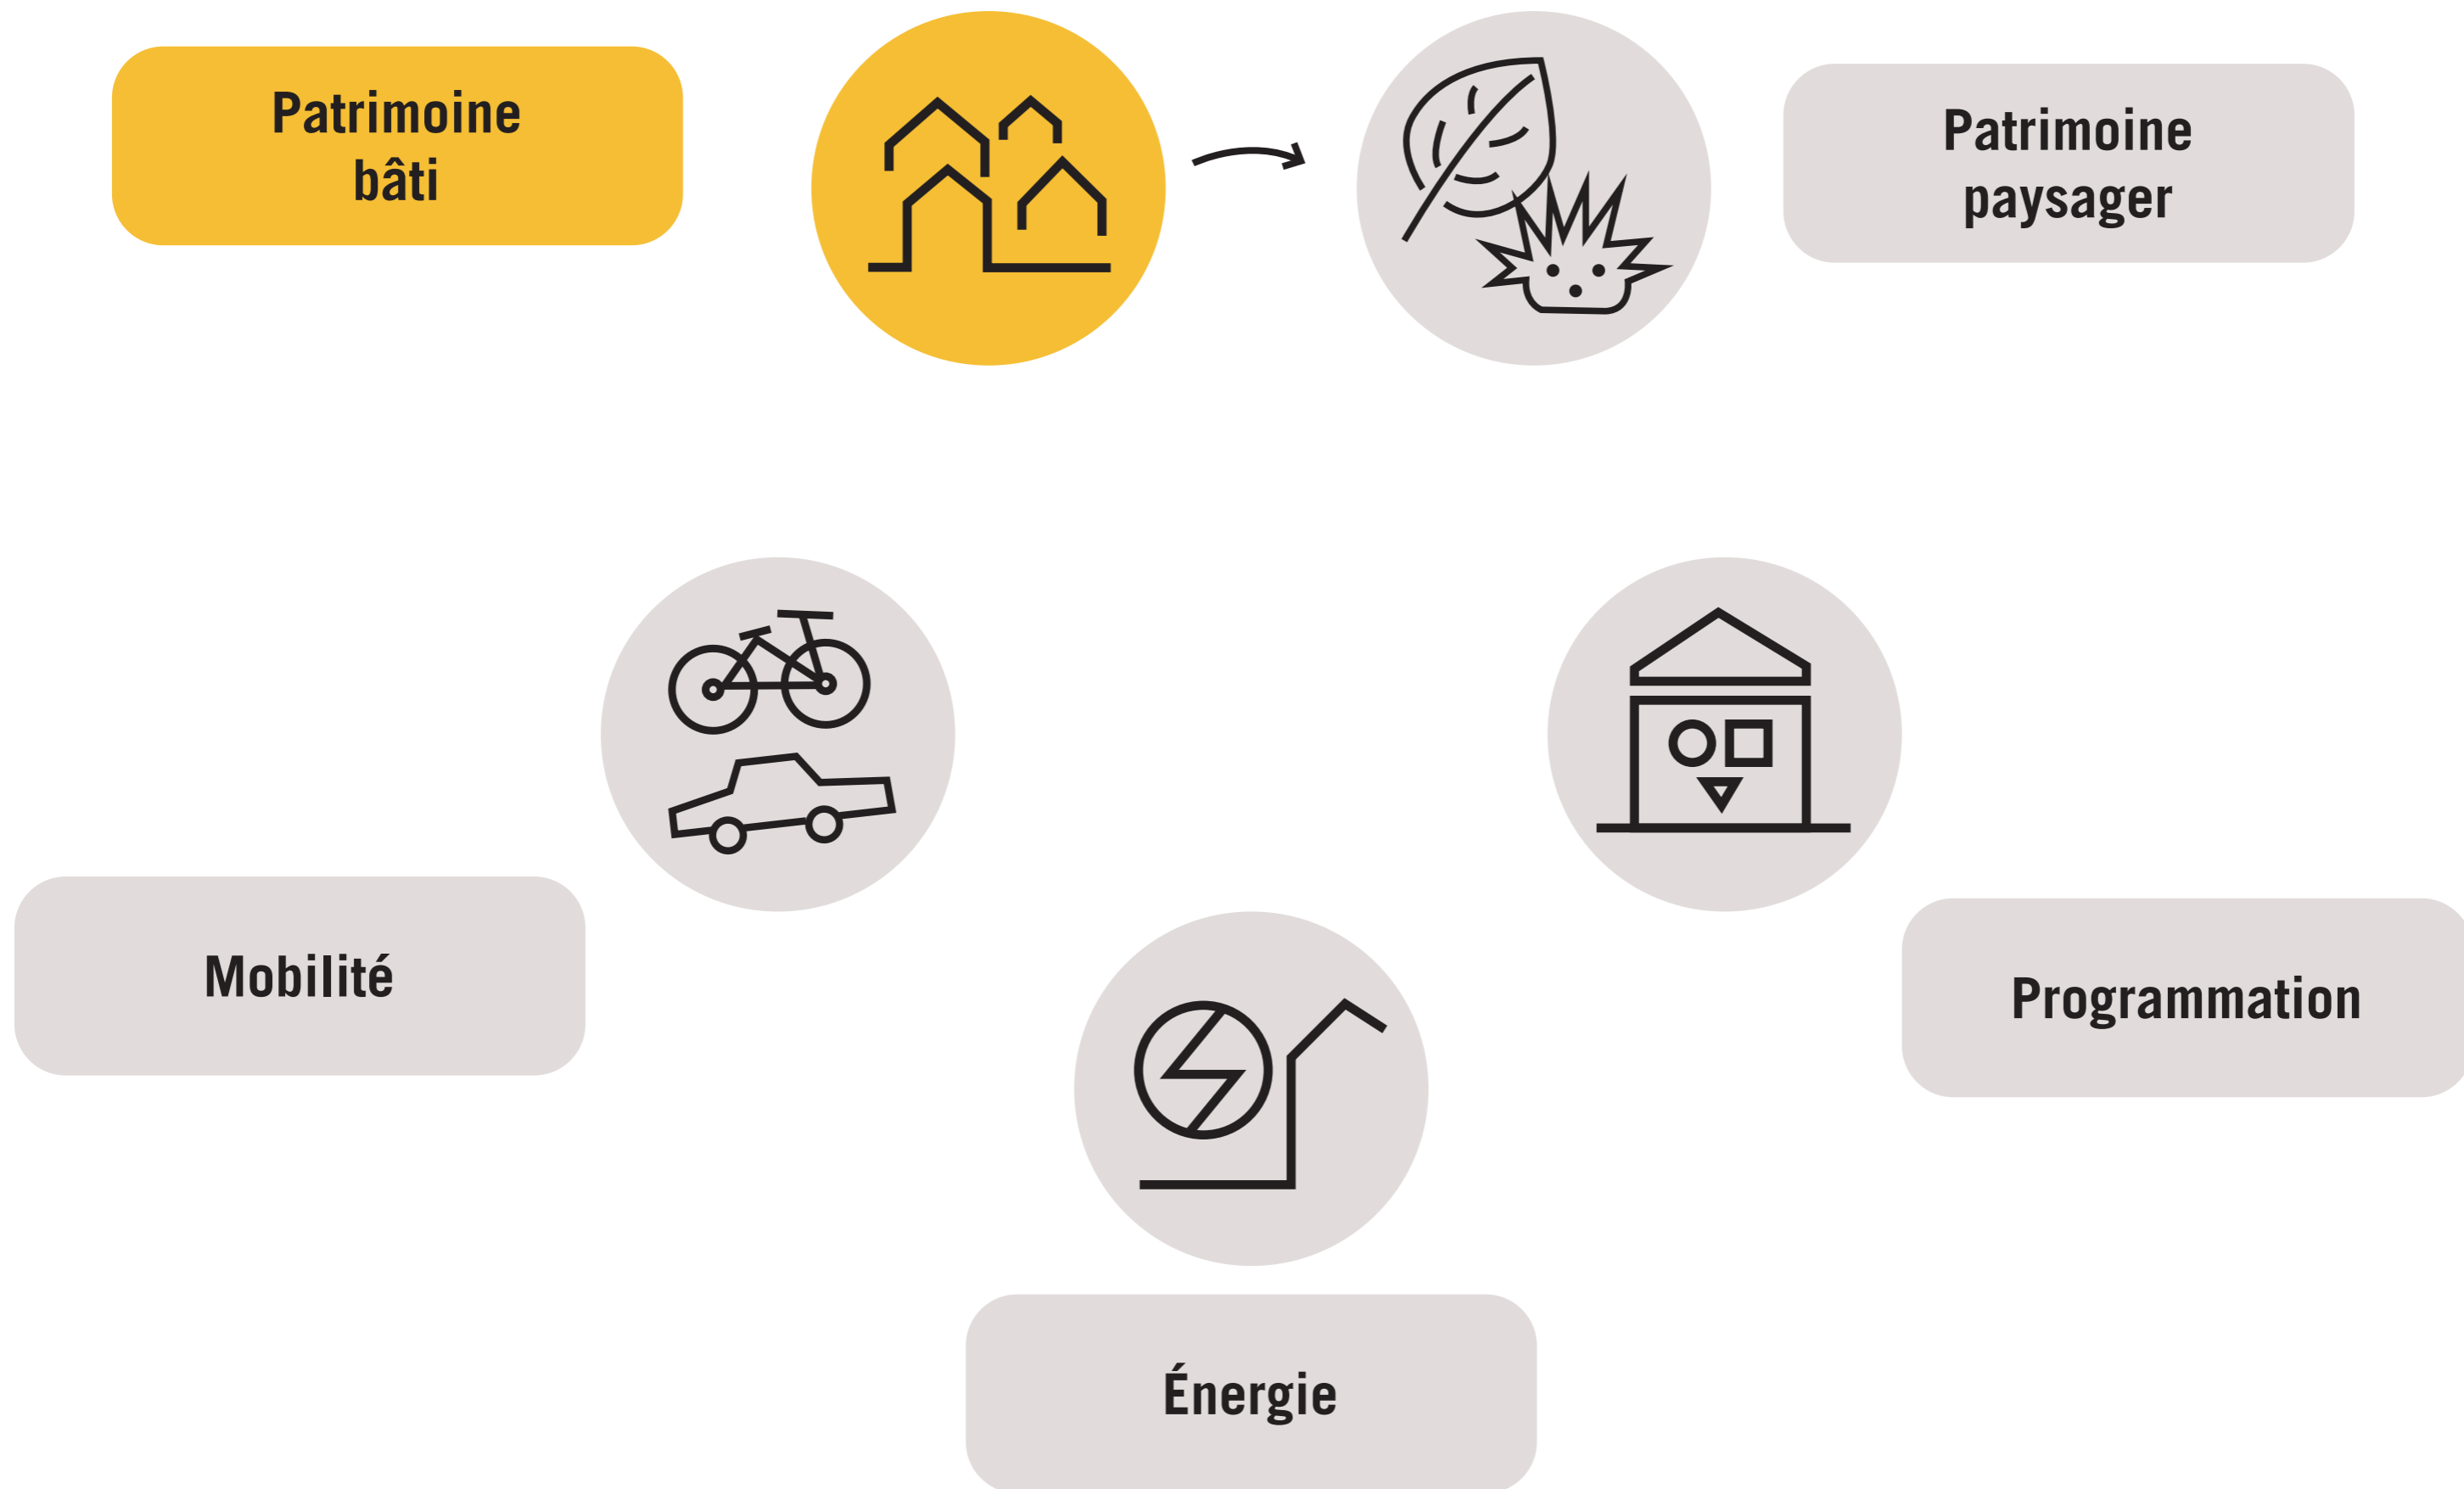 Patrimoine
bâti
Patrimoine
paysager
Mobilité
Programmation
Énergie